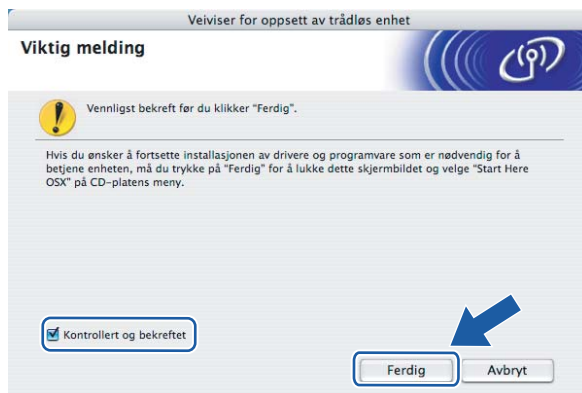 Veiviser for oppsett av trådløs enhet
Viktig melding
Vennligst bekreft før du klikker "Ferdig".
Hvis du ønsker å fortsette installasjonen av drivere og programvare som er nødvendig for å
betjene enheten, må du trykke på "Ferdig" for å lukke dette skjermbildet og velge "Start Here
OSX" på CD-platens meny.
Kontrollert og bekreftet
Ferdig
Avbryt